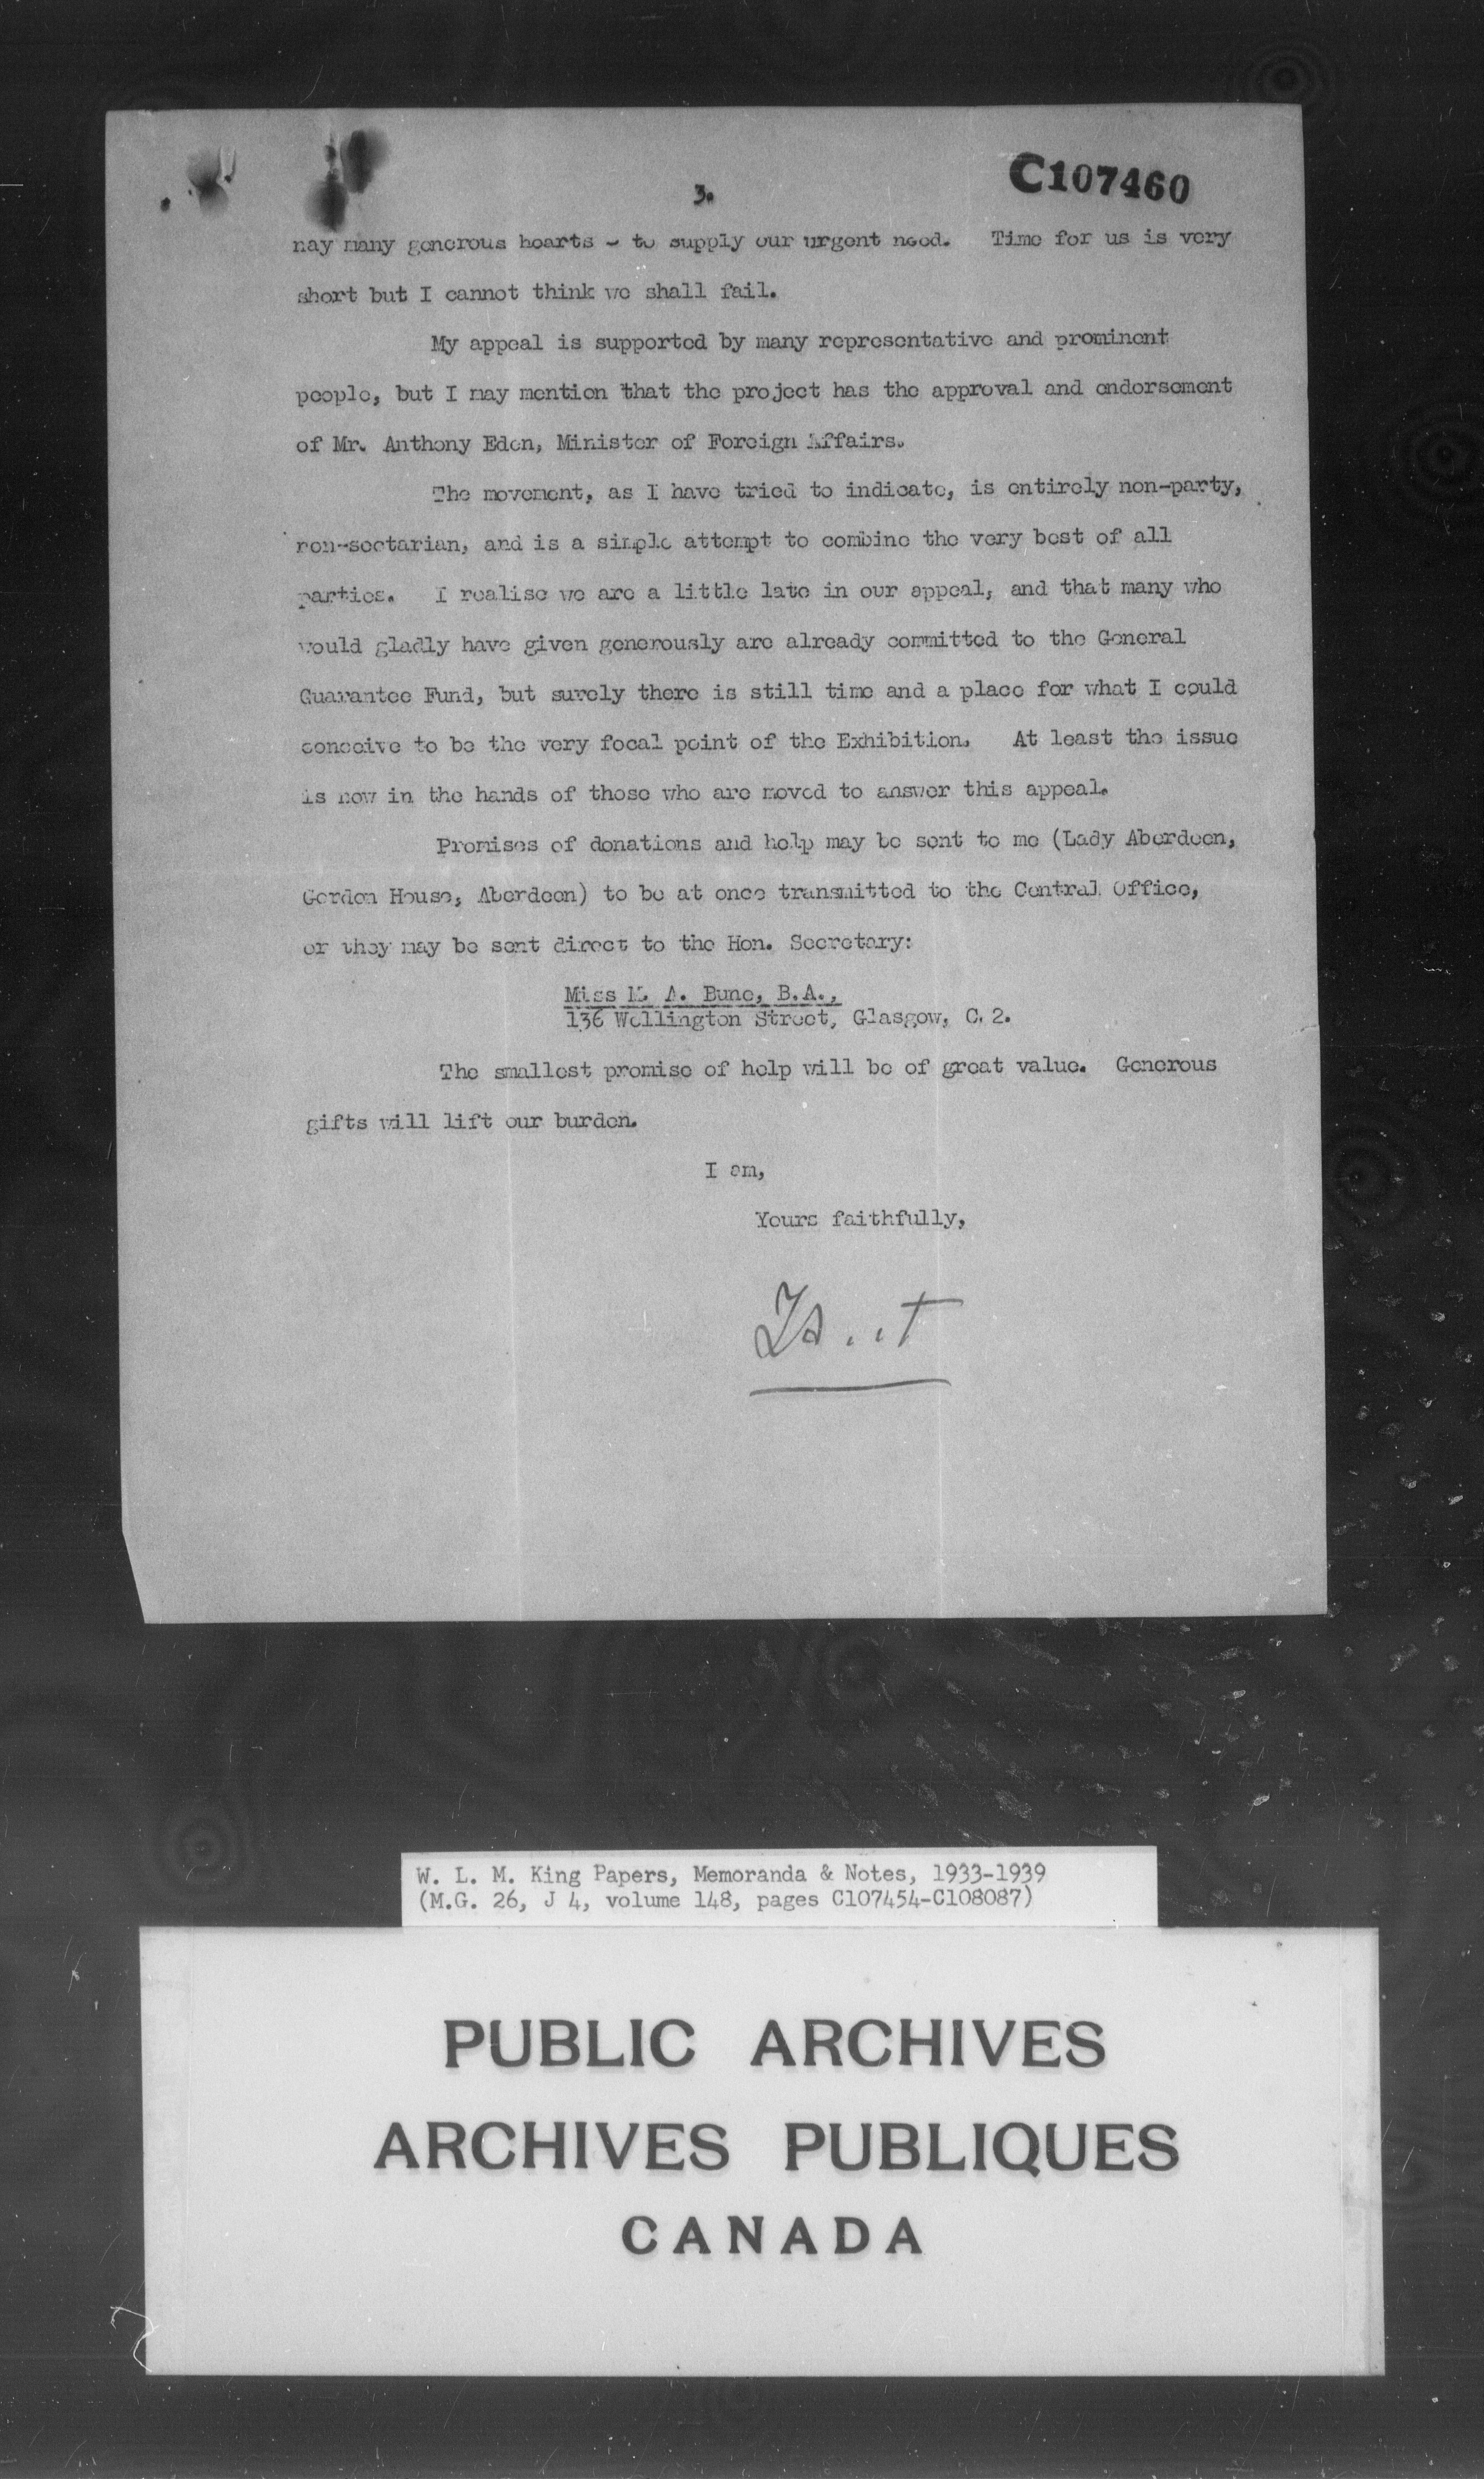 3.
C107460
nay many generous hearts - to supply our urgent need. Time for us is very
short but I cannot think we shall fail.
My appeal is supported by many representative and prominent
people, but I may mention that the project has the approval and endorsement
of Mr. Anthony Eden, Minister of Foreign Affairs.
The movement, as I have tried to indicate, is entirely non-party,
non-sectarian, and is a simple attempt to combine the very best of all
parties. I realise we are a little late in our appeal, and that many who
would gladly have given generously are already committed to the General
Guarantee Fund, but surely there is still time and a place for what I could
conceive to be the very focal point of the Exhibition. At least the issue
is now in the hands of those who are moved to answer this appeal.
Promises of donations and help may be sent to me (Lady Aberdeen,
Gordon House, Aberdeen) to be at once transmitted to the Central Office,
or they may be sent direct to the Hon. Secretary:
Miss A. Bune, B.A.,
136 Wellington Street, Glasgow, C. 2.
The smallest promise of help will be of great value. Generous
gifts will lift our burden.
I am,
Yours faithfully,
W. L. M. King Papers, Memoranda & Notes, 1933-1939
(M.G. 26, J 4, volume 148, pages C107454-C108087)
PUBLIC ARCHIVES
ARCHIVES PUBLIQUES
CANADA